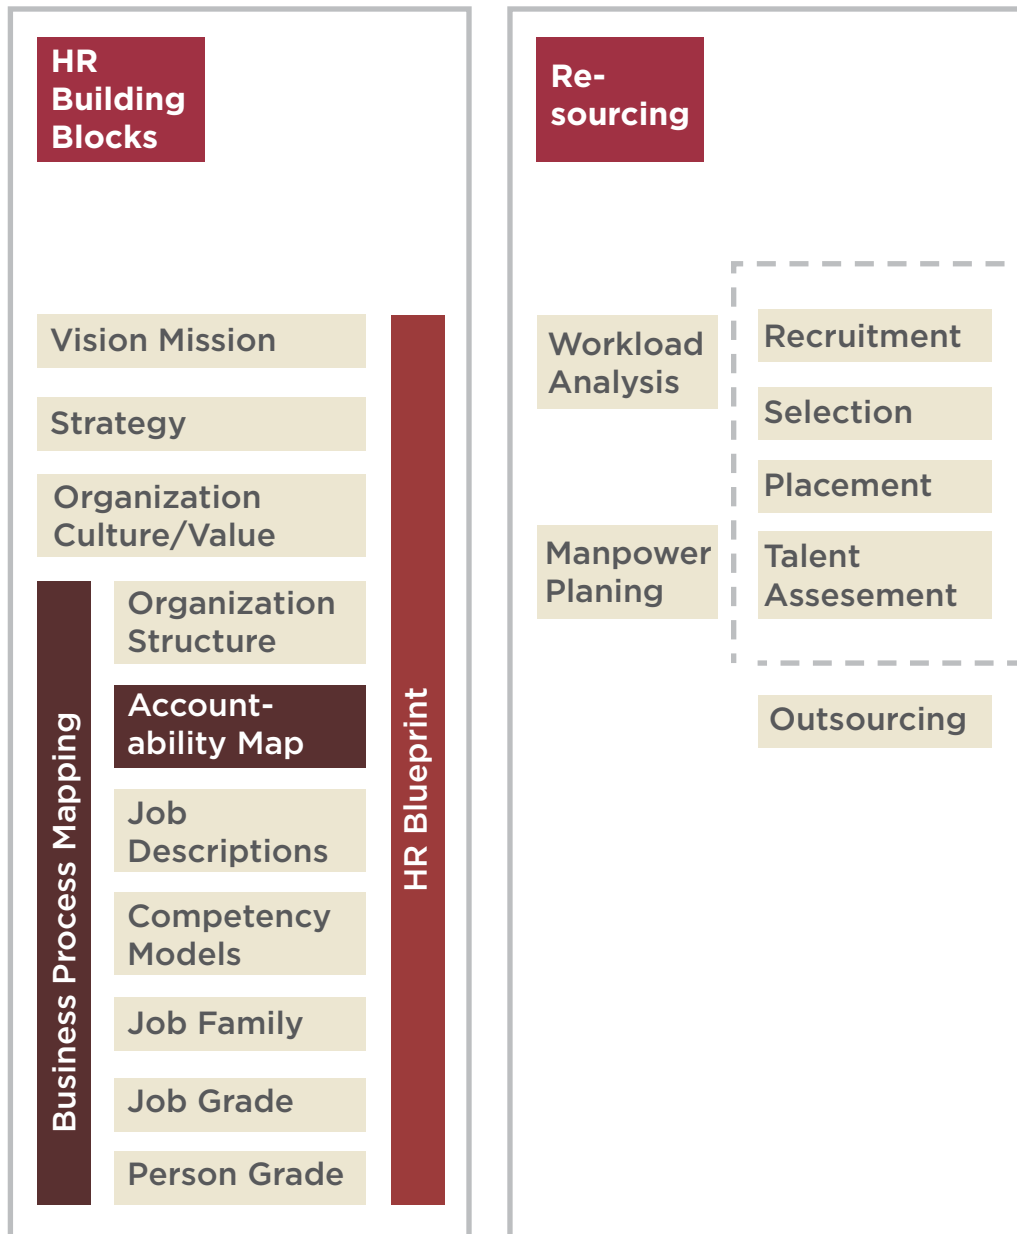 HR
Building
Blocks
Vision Mission
Strategy
Organization
Culture/Value
Business Process Mapping
Organization
Structure
Account-
ability Map
Job
Descriptions
Competency
Models
Job Family
Job Grade
Person Grade
HR Blueprint
Re-
sourcing
Workload
Analysis
Manpower
Planing
Recruitment
Selection
Placement
Talent
Assesement
Outsourcing